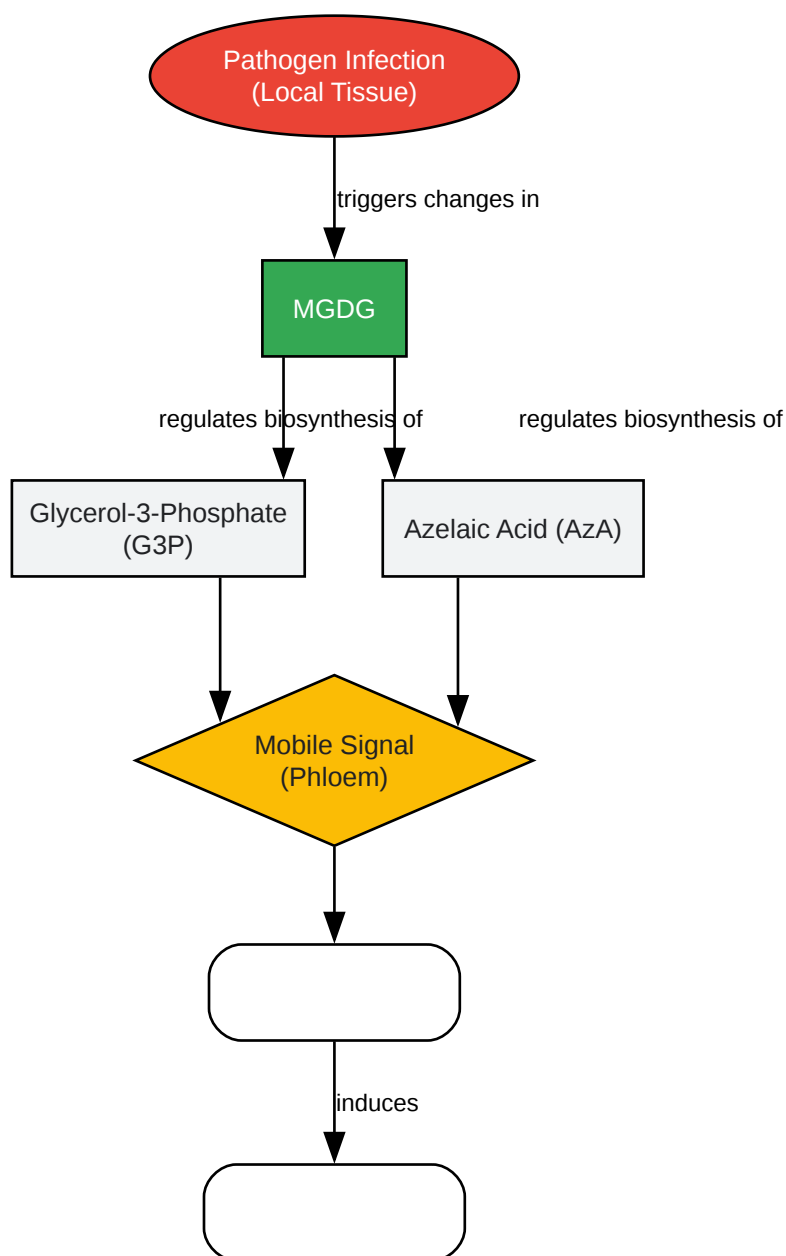 Pathogen Infection
(Local Tissue)
triggers changes in
MGDG
regulates biosynthesis of
regulates biosynthesis of
Glycerol-3-Phosphate
(G3P)
Azelaic Acid (AzA)
Mobile Signal
(Phloem)
induces